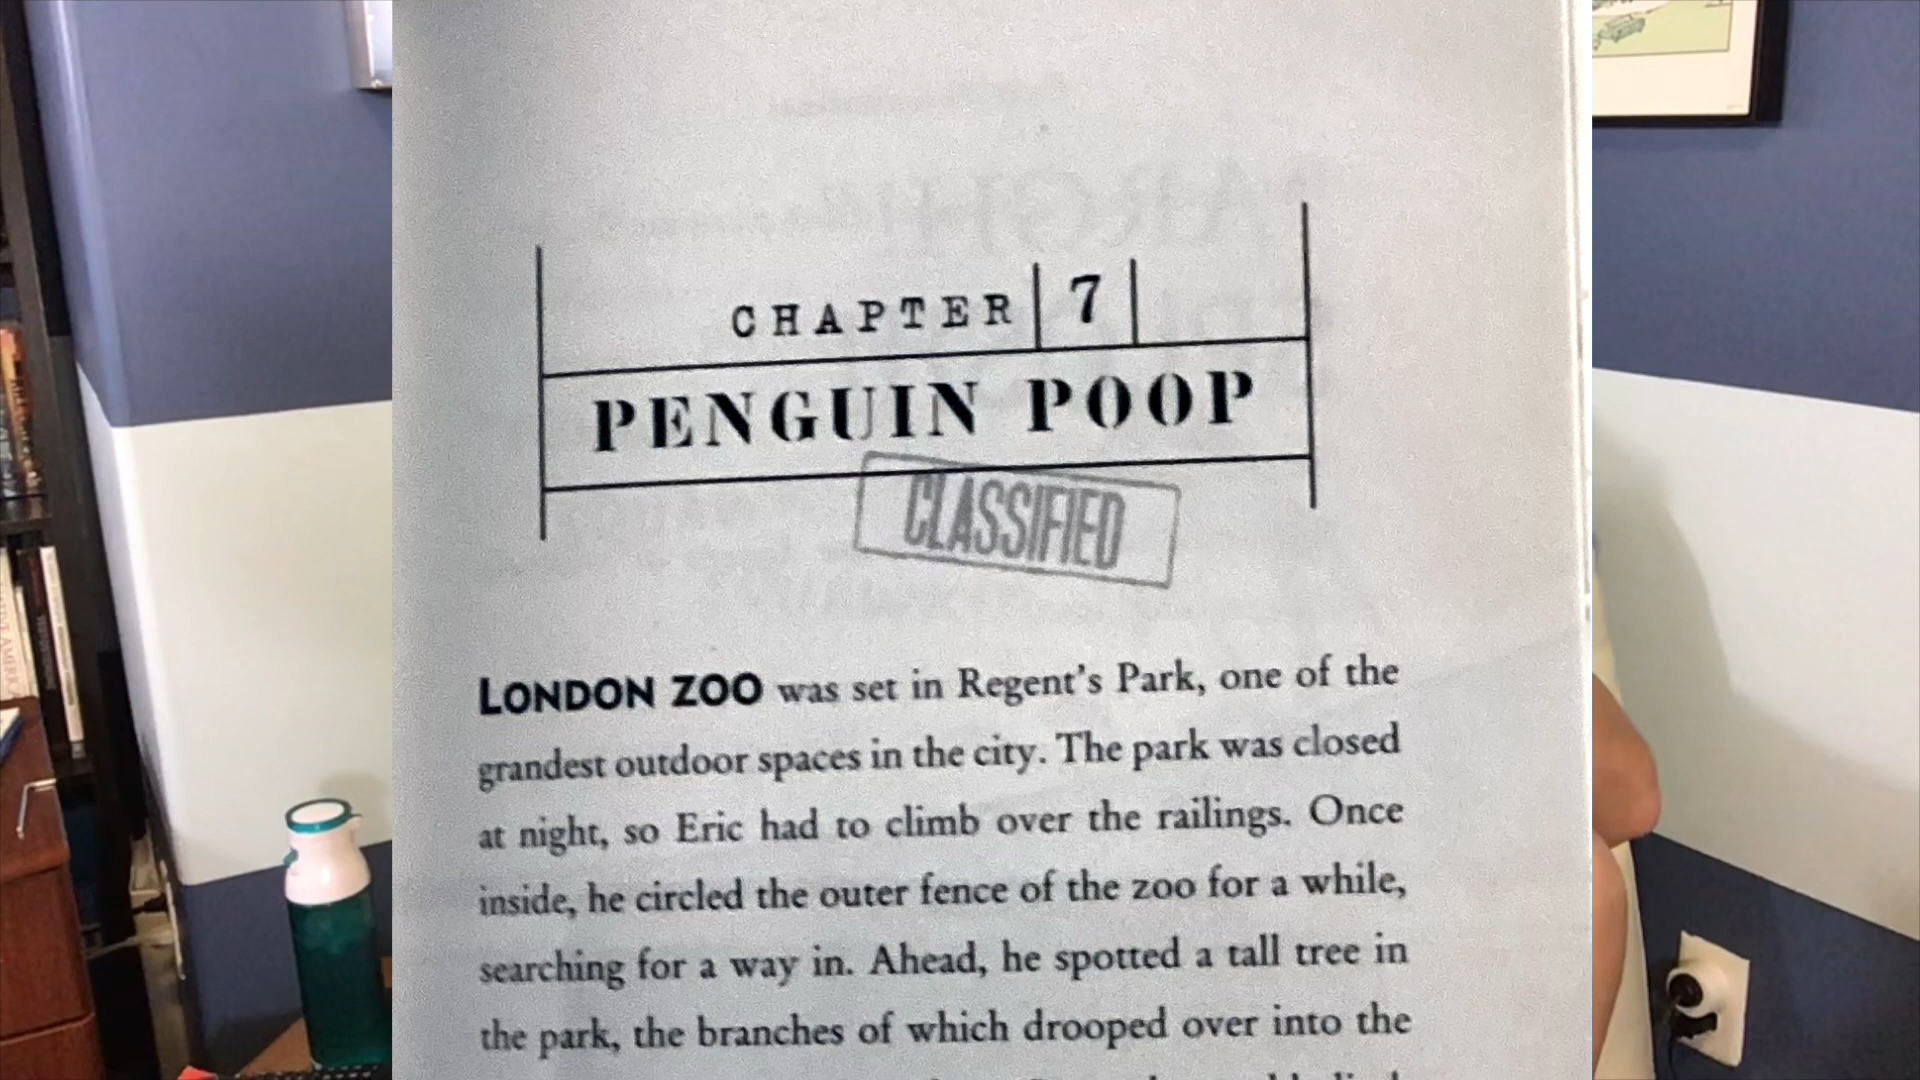 CHAPTER 7
PENGUIN POOP
CLASSIFIED
LONDON ZOO was set in Regent's Park, one of the
grandest outdoor spaces in the city. The park was closed
at night, so Eric had to climb over the railings. Once
inside, he circled the outer fence of the zoo for a while,
searching for a way in. Ahead, he spotted a tall tree in
the park, the branches of which drooped over into the